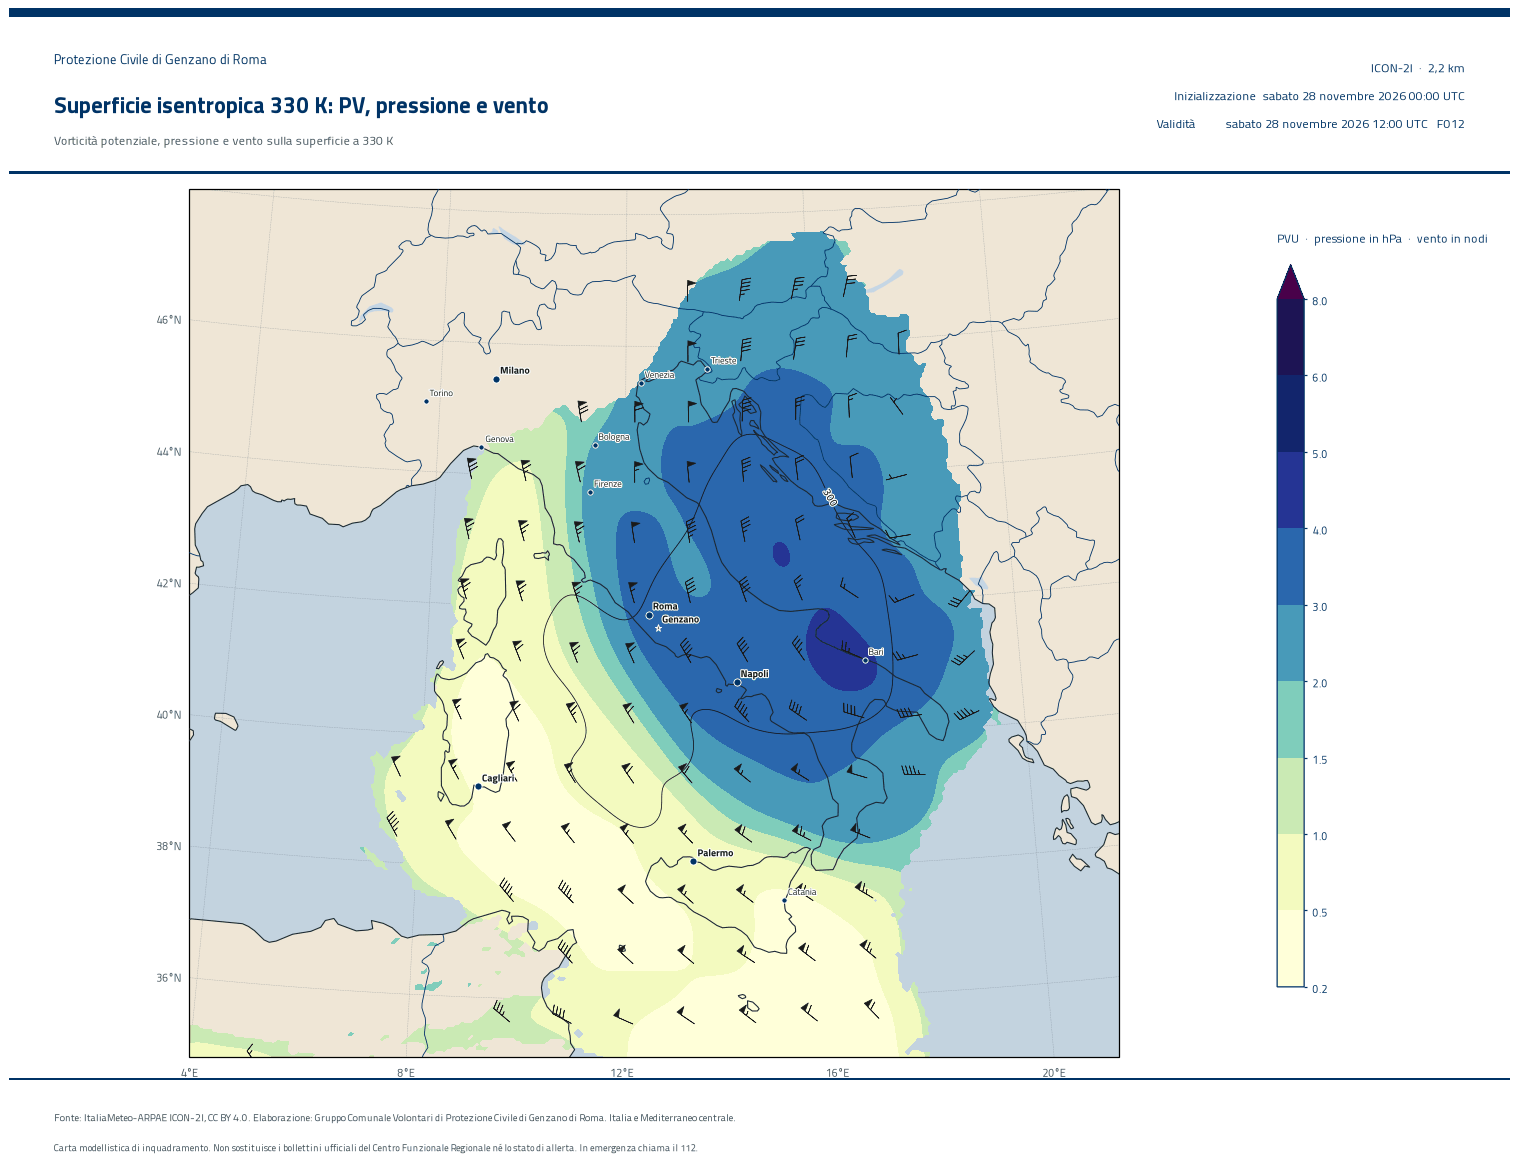 Protezione Civile di Genzano di Roma
Superficie isentropica 330 K: PV, pressione e vento
Vorticità potenziale, pressione e vento sulla superficie a 330 K
ICON-2I · 2,2 km
Inizializzazione sabato 28 novembre 2026 00:00 UTC
Validità sabato 28 novembre 2026 12:00 UTC F012
PVU · pressione in hPa · vento in nodi
8.0
6.0
5.0
4.0
3.0
2.0
1.5
1.0
0.5
0.2
46°N
44°N
42°N
40°N
38°N
36°N
4°E
8°E
12°E
16°E
20°E
Trieste
Venezia
Milano
Torino
Genova
Bologna
Firenze
300
Roma
Genzano
Bari
Napoli
Cagliari
Palermo
Catania
Fonte: ItaliaMeteo-ARPAE ICON-2I, CC BY 4.0. Elaborazione: Gruppo Comunale Volontari di Protezione Civile di Genzano di Roma. Italia e Mediterraneo centrale.
Carta modellistica di inquadramento. Non sostituisce i bollettini ufficiali del Centro Funzionale Regionale né lo stato di allerta. In emergenza chiama il 112.